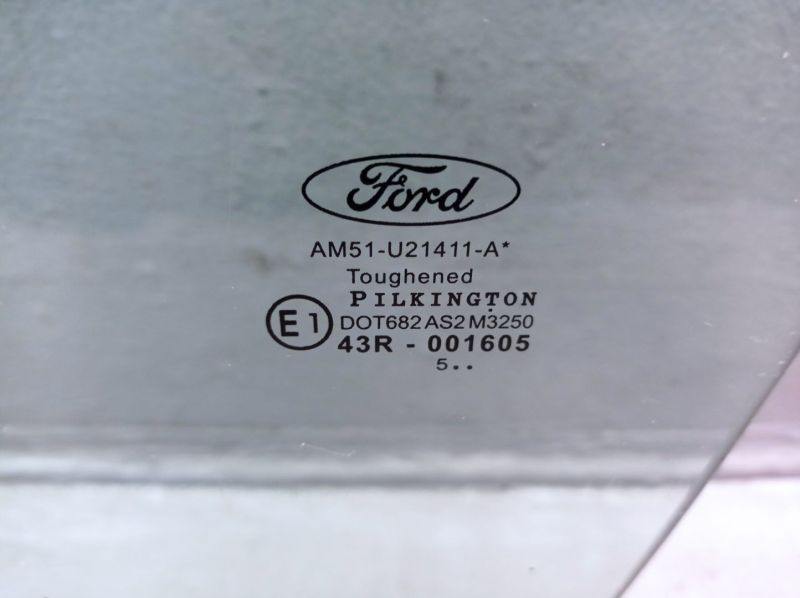 Ford
AM51-U21411-A*
Toughened
PILKINGTON
E1
DOT682 AS2 M3250
43R - 001605
5..